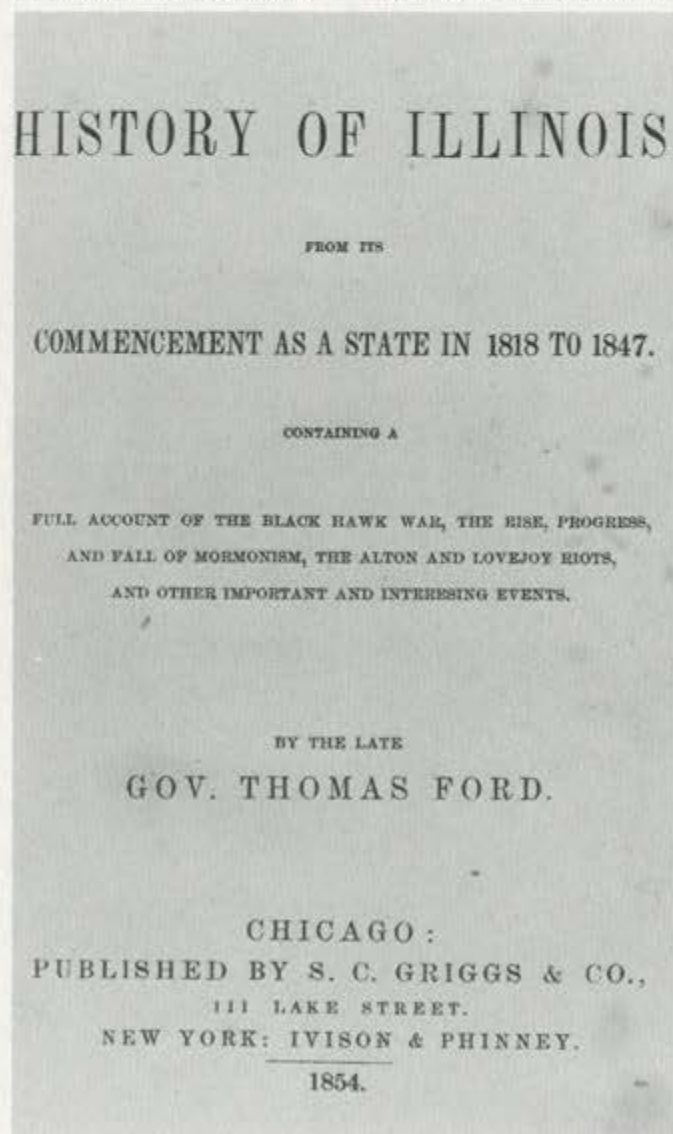 HISTORY OF ILLINOIS
FROM ITS
COMMENCEMENT AS A STATE IN 1818 TO 1847.
CONTAINING A
FULL ACCOUNT OF THE BLACK HAWK WAR, THE RISE, PROGRESS,
AND FALL OF MORMONISM, THE ALTON AND LOVEJOY RIOTS,
AND OTHER IMPORTANT AND INTERESING EVENTS.
BY THE LATE
GOV. THOMAS FORD.
CHICAGO:
PUBLISHED BY S. C. GRIGGS & CO.,
111 LAKE STREET.
NEW YORK: IVISON & PHINNEY.
1854.